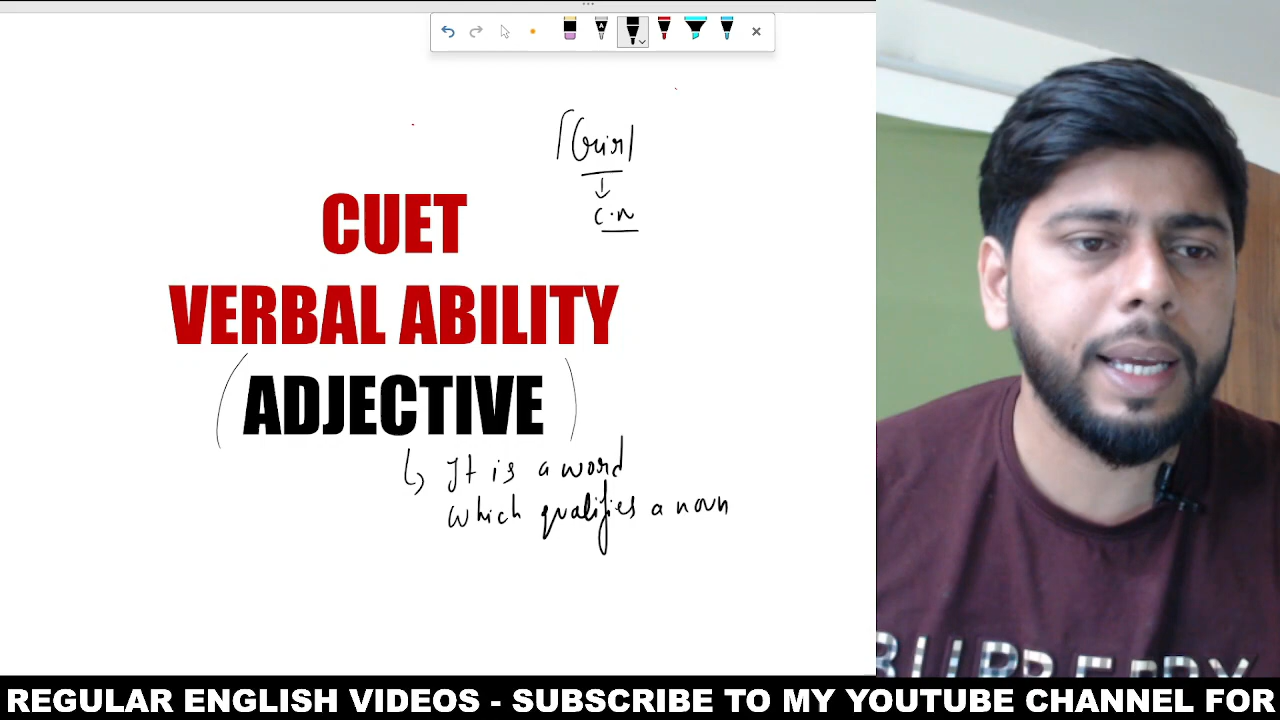 Girl
C.N
CUET
VERBAL ABILITY
(ADJECTIVE)
It is a word
which qualifies a noun
BURBERRY
REGULAR ENGLISH VIDEOS - SUBSCRIBE TO MY YOUTUBE CHANNEL FOR